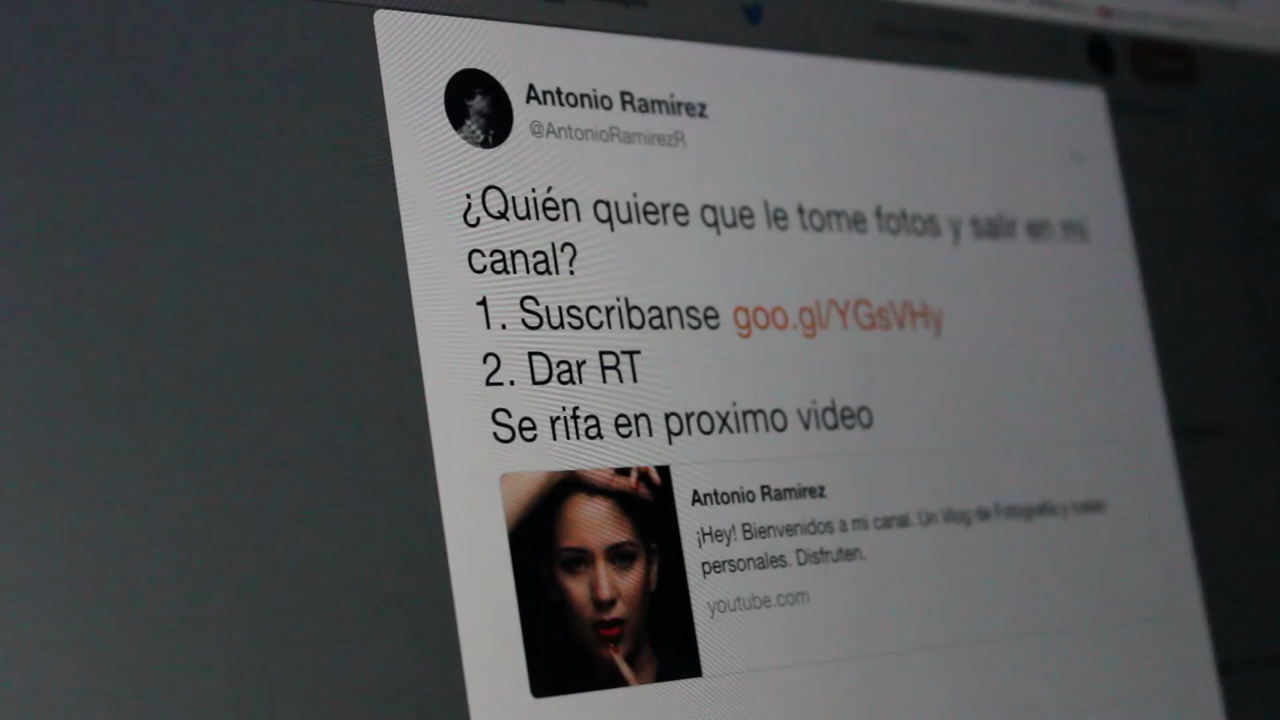 Antonio Ramírez
@AntonioRamirezR
¿Quién quiere que le tome fotos y salir en mi
canal?
1. Suscribanse goo.gl/YGsVHy
2. Dar RT
Se rifa en proximo video
Antonio Ramírez
¡Hey! Bienvenidos a mi canal. Un Vlog de Fotografía y
personales. Disfruten.
youtube.com